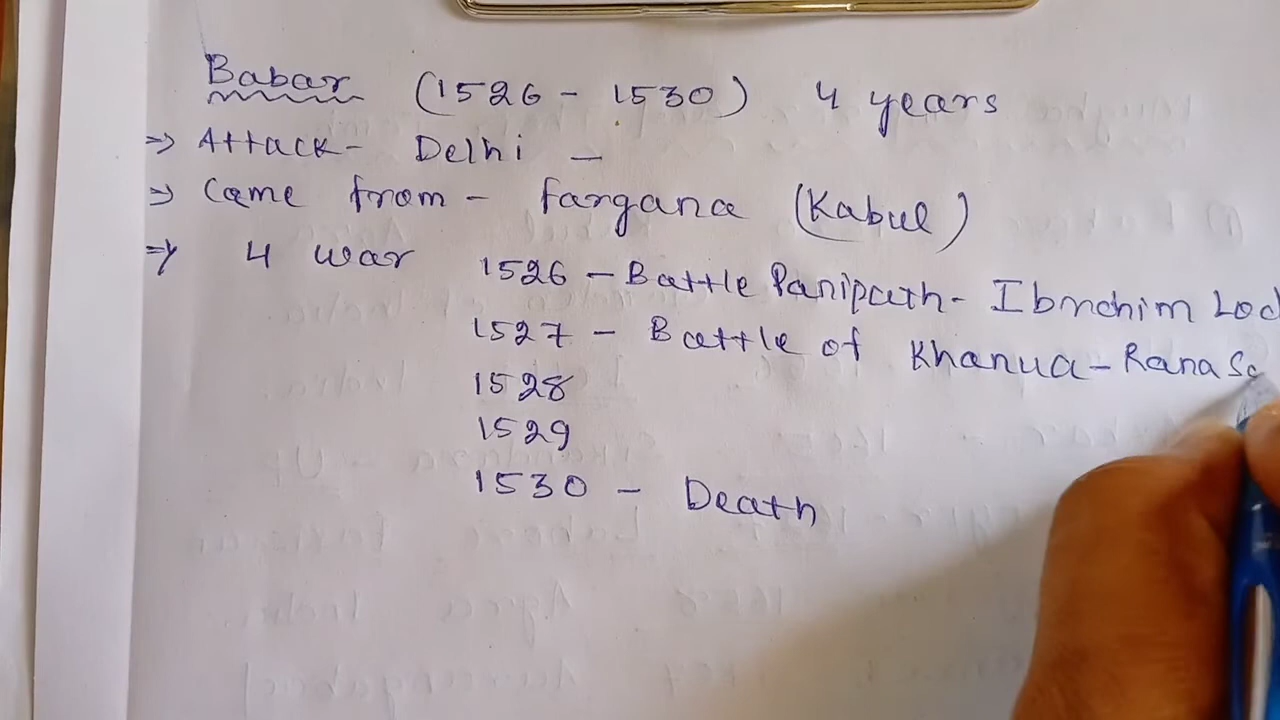 Babar (1526 - 1530) 4 years
⇒ Attack - Delhi -
⇒ Came from - fargana (Kabul)
⇒ 4 war 1526 - Battle Panipath - Ibrahim Lod
1527 - Battle of Khanua - Rana Sa
1528
1529
1530 - Death